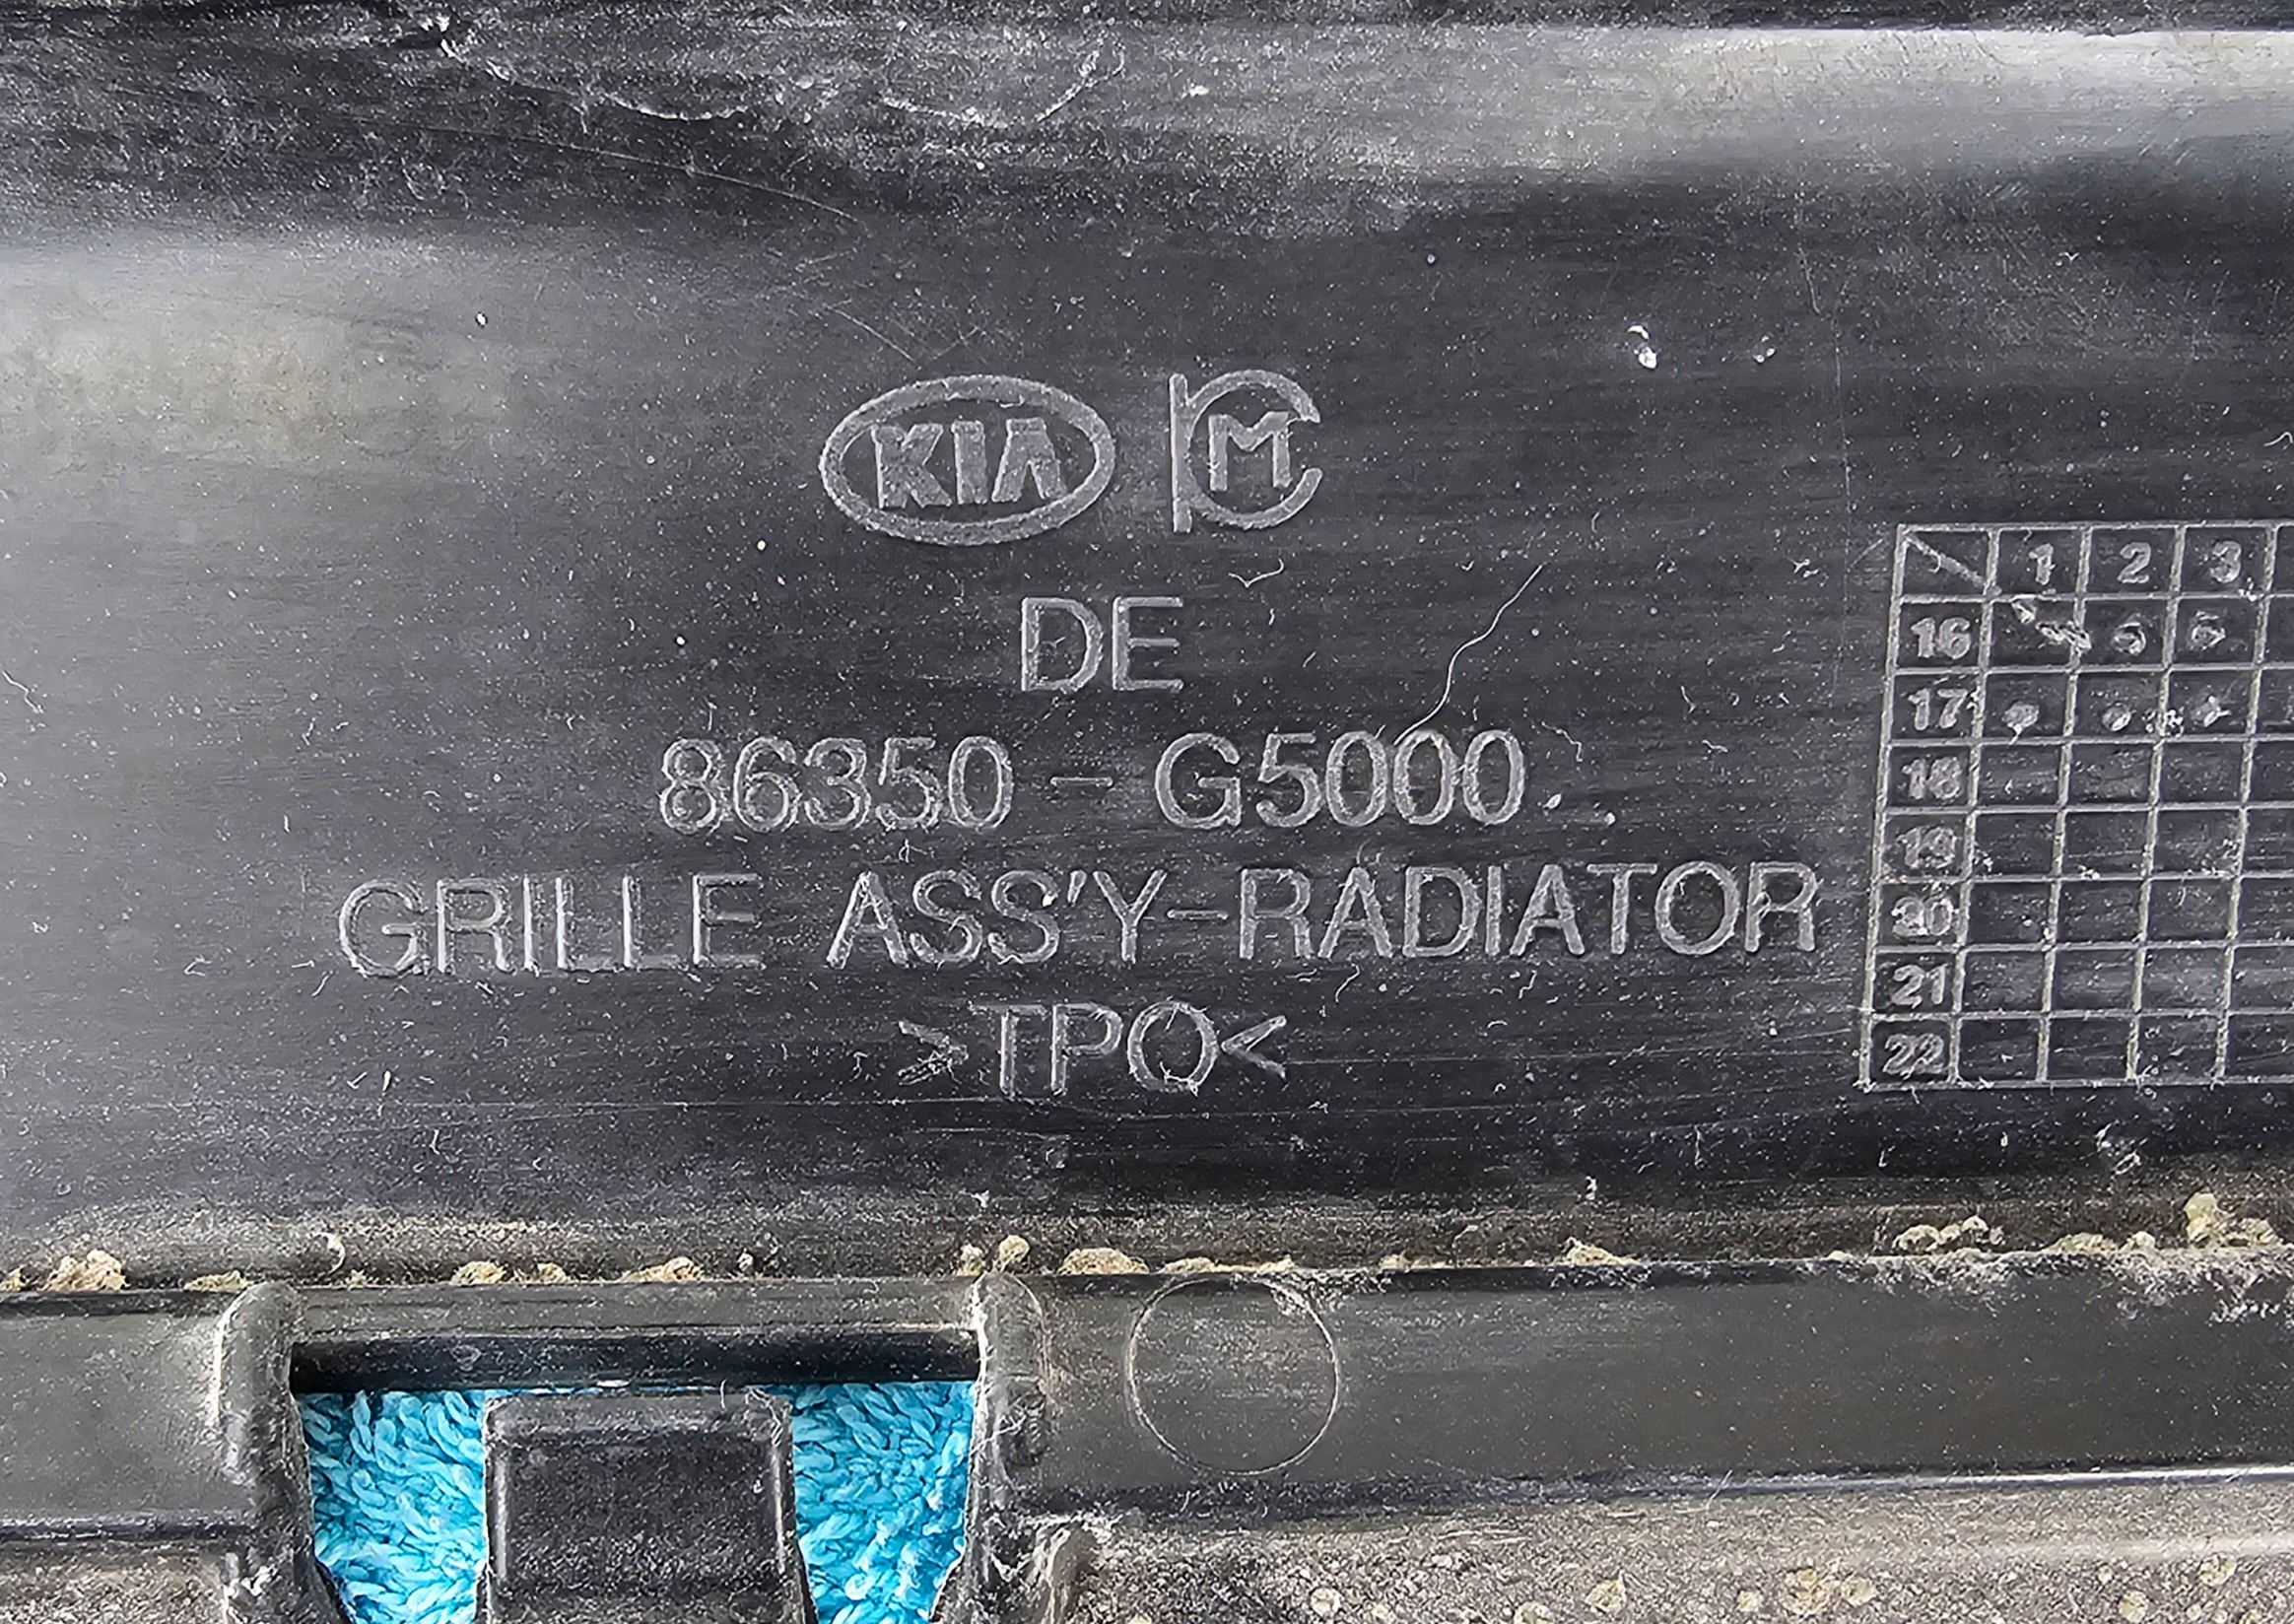 KIA M
DE
86350-G5000
GRILLE ASS'Y-RADIATOR
>TPO<
1 2 3
16
17
18
19
20
21
22